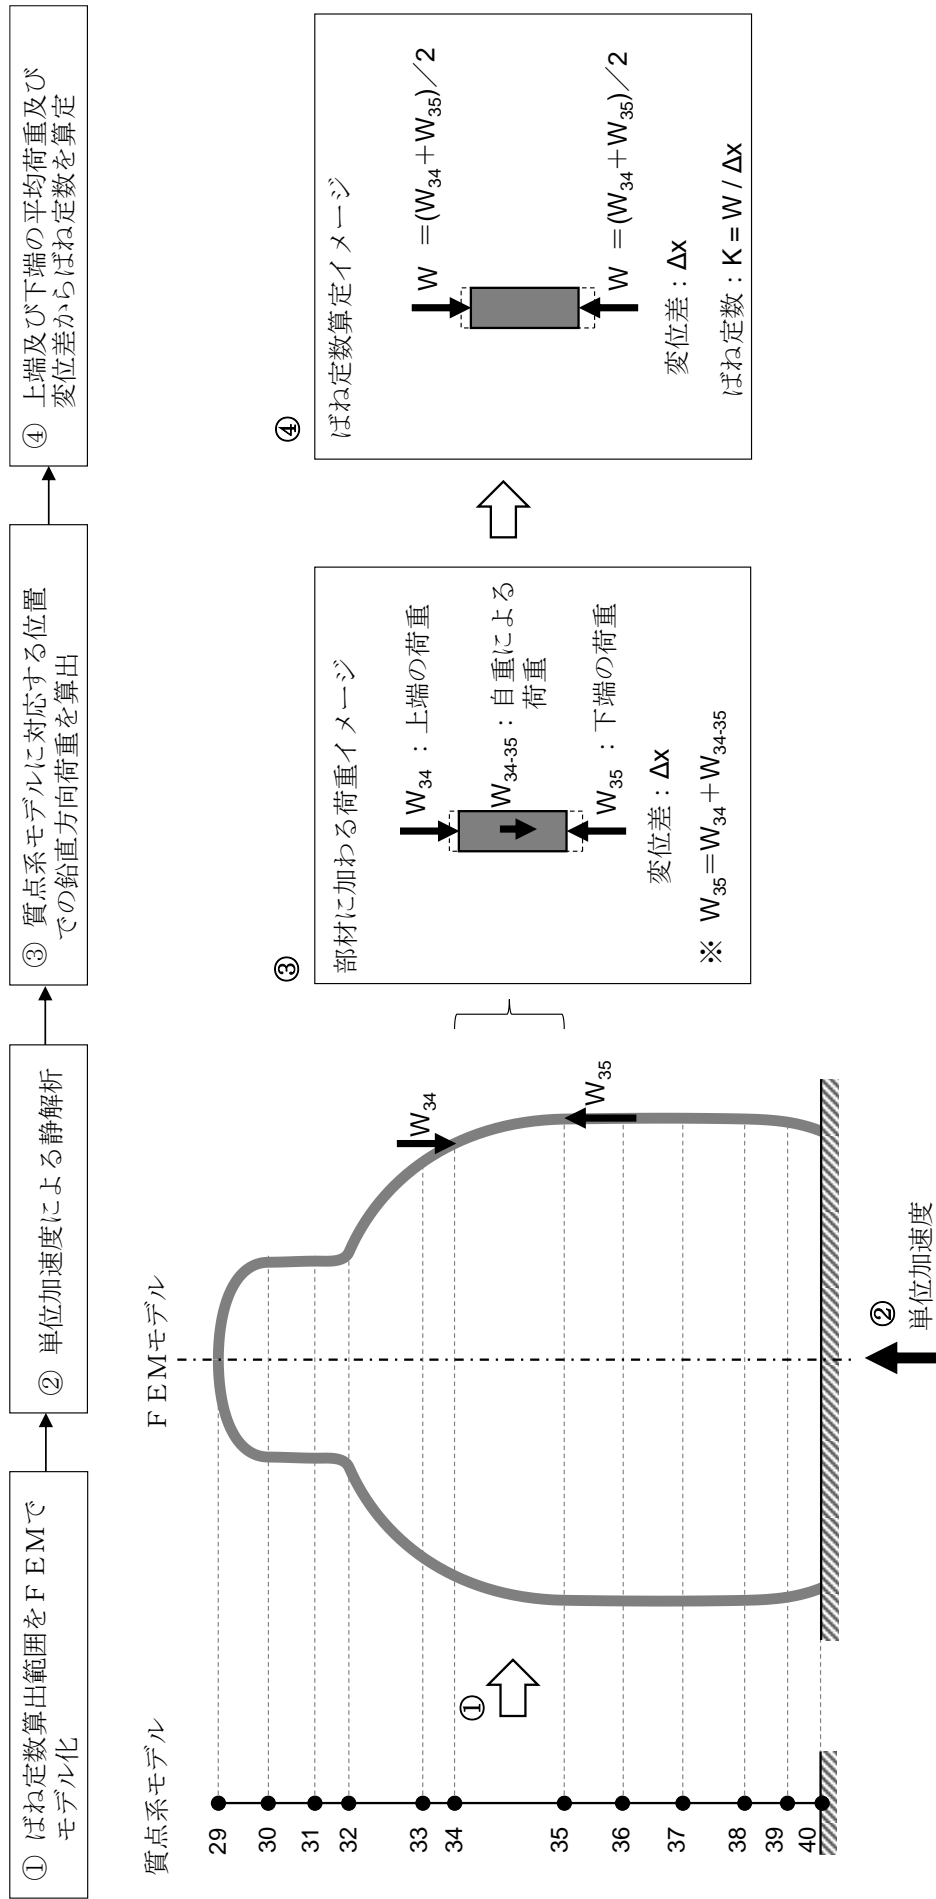 ① ばね定数算出範囲をＦＥＭで
モデル化
② 単位加速度による静解析
③ 質点系モデルに対応する位置
での鉛直方向荷重を算出
④ 上端及び下端の平均荷重及び
変位差からばね定数を算定
質点系モデル
29
30
31
32
33
34
35
36
37
38
39
40
①
ＦＥＭモデル
W34
W35
②
単位加速度
③
部材に加わる荷重イメージ
W34 ：上端の荷重
W34-35 ：自重による
荷重
W35 ：下端の荷重
変位差：Δx
※ W35＝W34＋W34-35
④
ばね定数算定イメージ
W ＝(W34＋W35)／2
W ＝(W34＋W35)／2
変位差：Δx
ばね定数：K = W / Δx